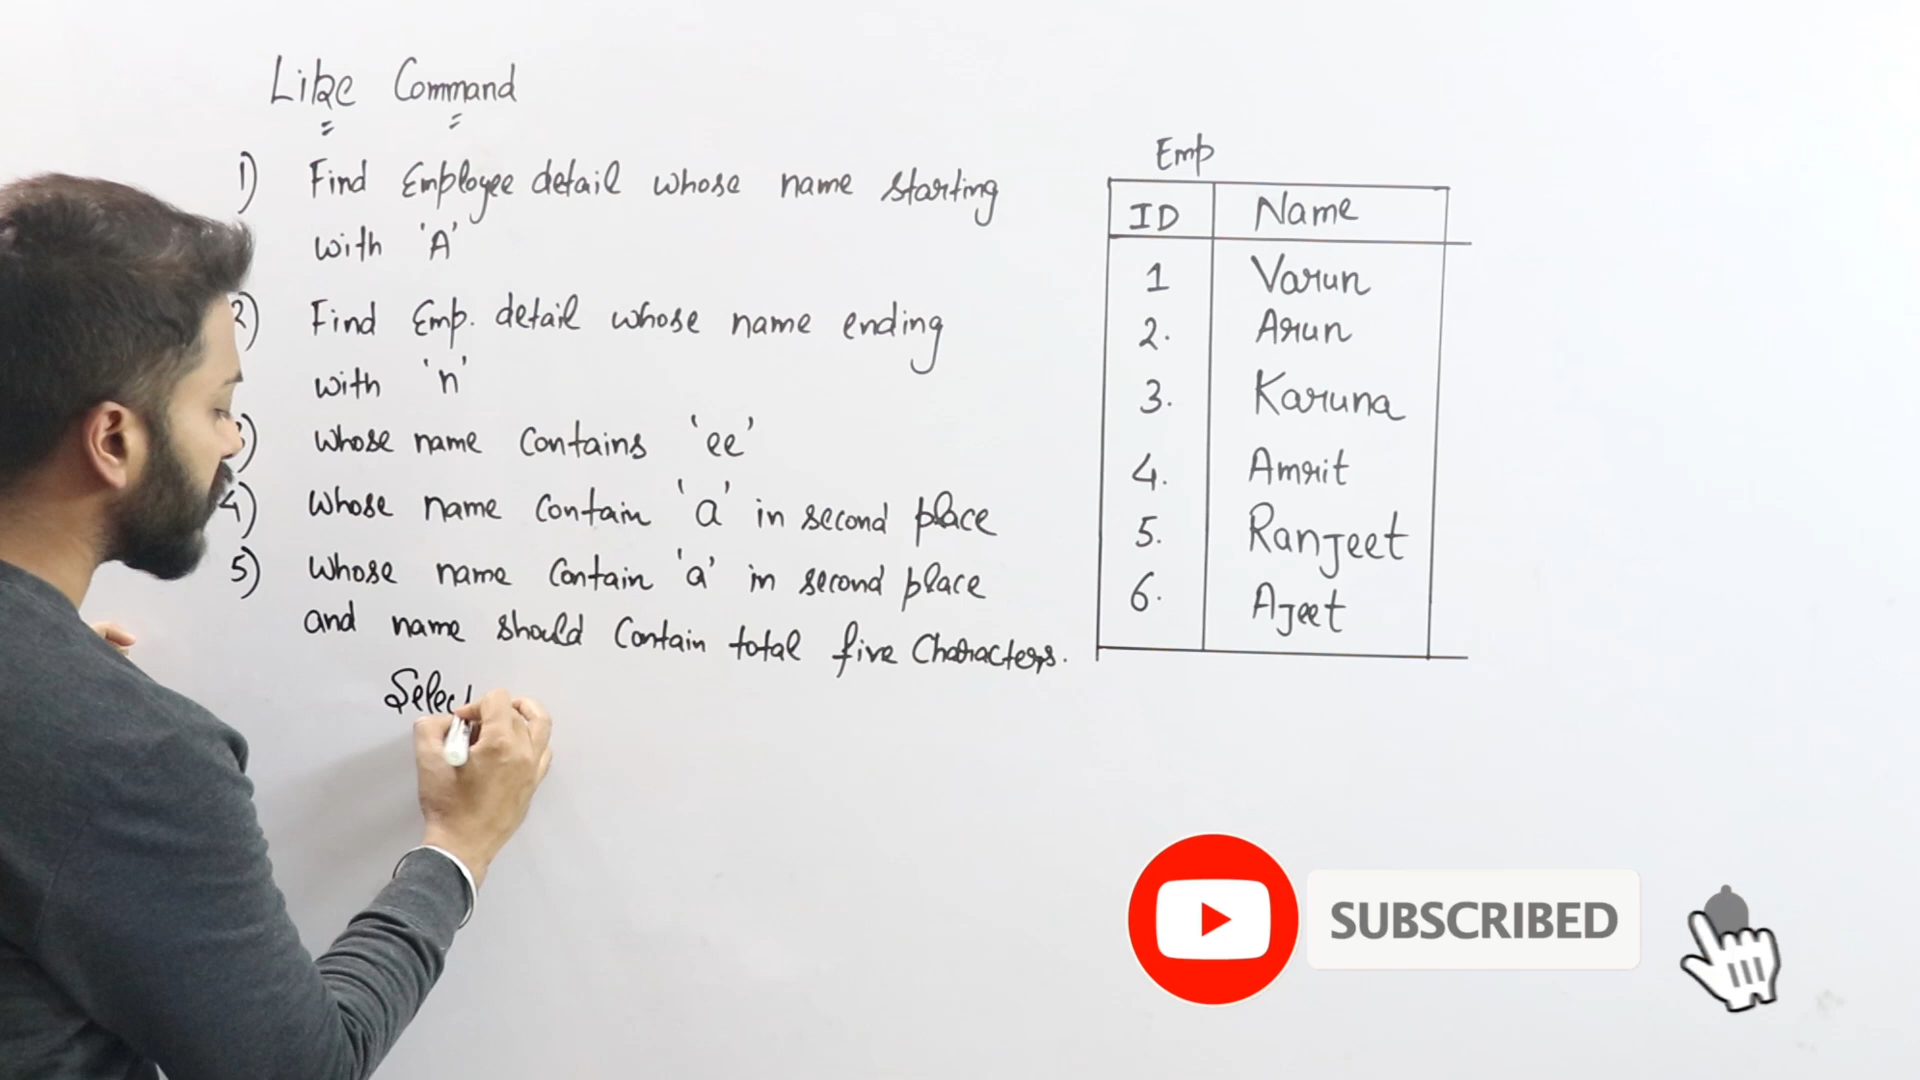 Like Command
1) Find Employee detail whose name starting
with 'A'
2) Find Emp. detail whose name ending
with 'n'
3) whose name contains 'ee'
4) Whose name contain 'a' in second place
5) Whose name contain 'a' in second place
and name should contain total five Characters.
Select
Emp
ID Name
1 Varun
2. Arun
3. Karuna
4. Amrit
5. Ranjeet
6. Ajeet
SUBSCRIBED